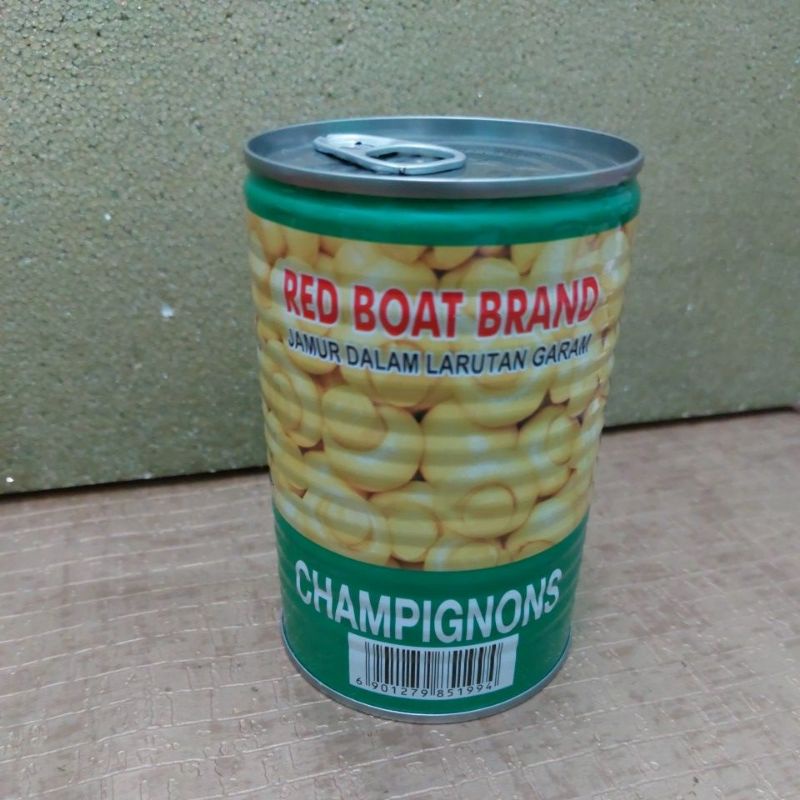 RED BOAT BRAND
JAMUR DALAM LARUTAN GARAM
CHAMPIGNONS
6 901279 851994